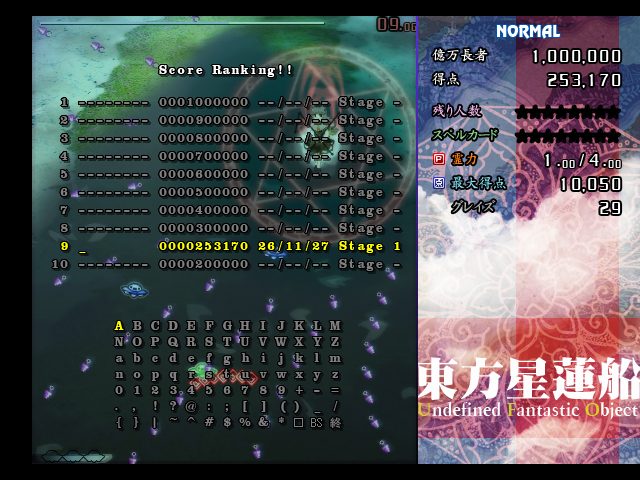 09.00
Score Ranking!!
1 -------- 0001000000 --/--/-- Stage -
2 -------- 0000900000 --/--/-- Stage -
3 -------- 0000800000 --/--/-- Stage -
4 -------- 0000700000 --/--/-- Stage -
5 -------- 0000600000 --/--/-- Stage -
6 -------- 0000500000 --/--/-- Stage -
7 -------- 0000400000 --/--/-- Stage -
8 -------- 0000300000 --/--/-- Stage -
9 _ 0000253170 26/11/27 Stage 1
10 -------- 0000200000 --/--/-- Stage -
A B C D E F G H I J K L M
N O P Q R S T U V W X Y Z
a b c d e f g h i j k l m
n o p q r s t u v w x y z
0 1 2 3 4 5 6 7 8 9 + - =
. , ! ? @ : ; [ ] ( ) _ /
{ } | ~ ^ # $ % & * □ BS 終
NORMAL
億万長者 1,000,000
得点 253,170
残り人数 ★★★★★★★★
スペルカード ★★★★★★★★
P 霊力 1.00/4.00
点 最大得点 10,050
グレイズ 29
東方星蓮船
Undefined Fantastic Object